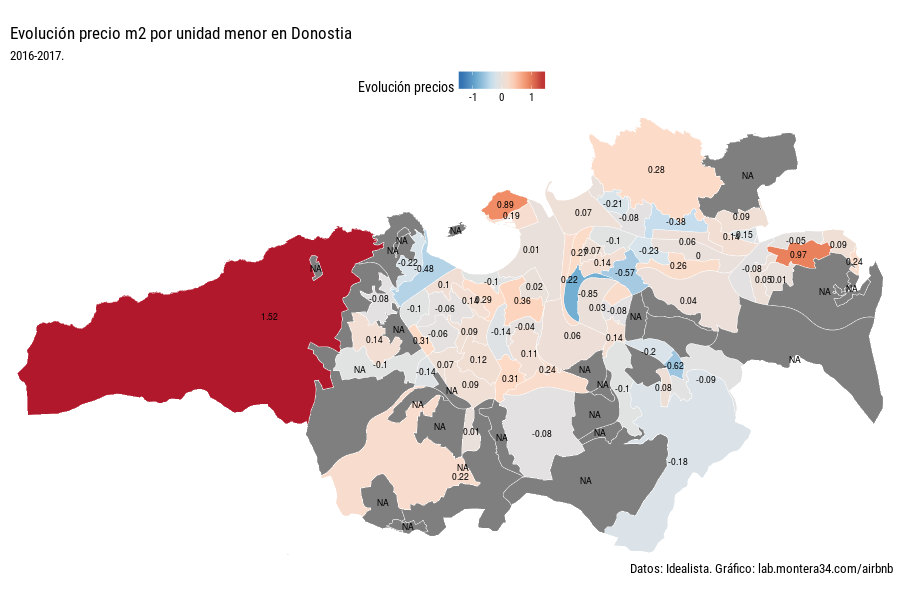 Evolución precio m2 por unidad menor en Donostia
2016-2017.
Evolución precios
-1 0 1
0.28
NA
0.89
0.19
-0.21
0.07
-0.08
-0.38
0.09
NA
0.14
-0.15
NA
-0.1
0.06
-0.05
0.09
NA
0.01
0.27
0.07
-0.23
0
0.97
-0.22
0.14
0.24
NA
-0.48
-0.57
0.26
-0.08
0.22
0.05
0.01
0.1
-0.1
0.02
-0.85
NA
NA
-0.08
0.14
0.29
0.36
0.04
-0.1
-0.06
0.03
-0.08
1.52
NA
NA
-0.06
0.09
-0.14
-0.04
0.06
0.14
0.14
0.31
-0.2
0.11
0.12
NA
-0.1
0.07
-0.62
NA
-0.14
0.24
NA
0.31
-0.09
0.09
NA
-0.1
0.08
NA
NA
NA
NA
0.01
NA
-0.08
NA
NA
0.22
-0.18
NA
NA
NA
Datos: Idealista. Gráfico: lab.montera34.com/airbnb